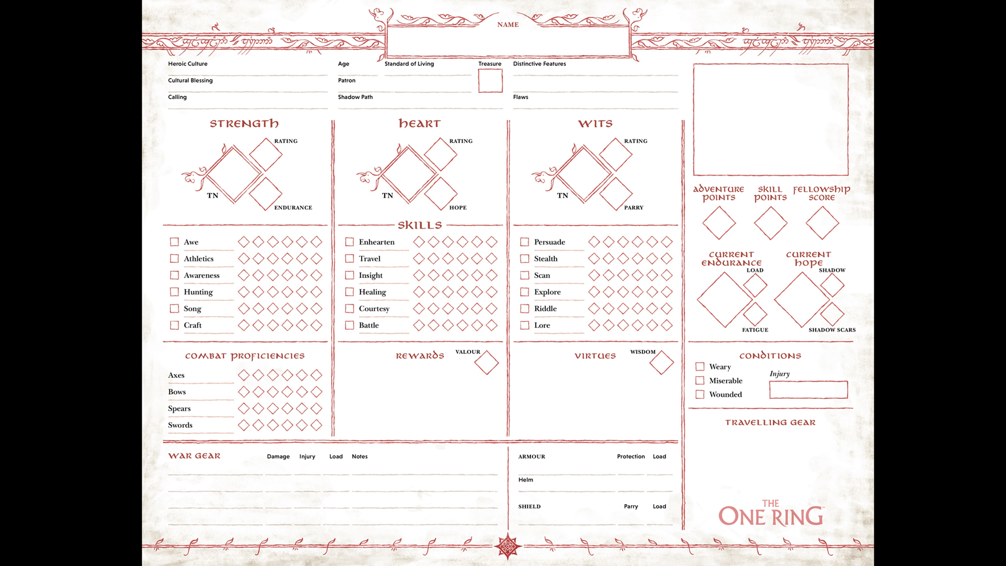 NAME
Heroic Culture Age Standard of Living Treasure Distinctive Features
Cultural Blessing Patron
Calling Shadow Path Flaws
STRENGTH HEART WITS
RATING RATING RATING
TN TN TN
ENDURANCE HOPE PARRY
ADVENTURE POINTS SKILL POINTS FELLOWSHIP SCORE
SKILLS
Awe Enhearten Persuade
Athletics Travel Stealth
Awareness Insight Scan
Hunting Healing Explore
Song Courtesy Riddle
Craft Battle Lore
CURRENT ENDURANCE CURRENT HOPE
LOAD SHADOW
FATIGUE SHADOW SCARS
COMBAT PROFICIENCIES REWARDS VALOUR VIRTUES WISDOM CONDITIONS
Axes
Bows
Spears
Swords
Weary
Miserable
Wounded
Injury
TRAVELLING GEAR
WAR GEAR Damage Injury Load Notes
ARMOUR Protection Load
Helm
SHIELD Parry Load
THE
ONE RING